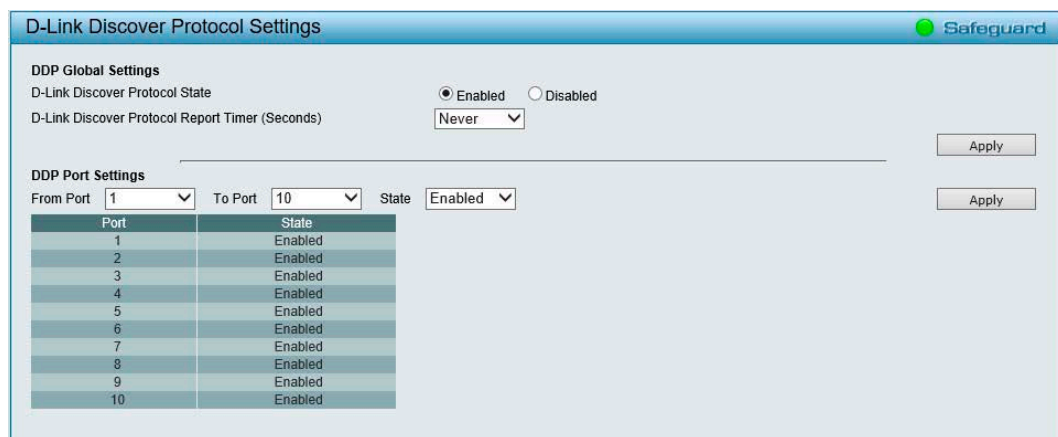 D-Link Discover Protocol Settings
Safeguard
DDP Global Settings
D-Link Discover Protocol State
Enabled Disabled
D-Link Discover Protocol Report Timer (Seconds)
Never
Apply
DDP Port Settings
From Port 1 To Port 10 State Enabled Apply
Port State
1 Enabled
2 Enabled
3 Enabled
4 Enabled
5 Enabled
6 Enabled
7 Enabled
8 Enabled
9 Enabled
10 Enabled